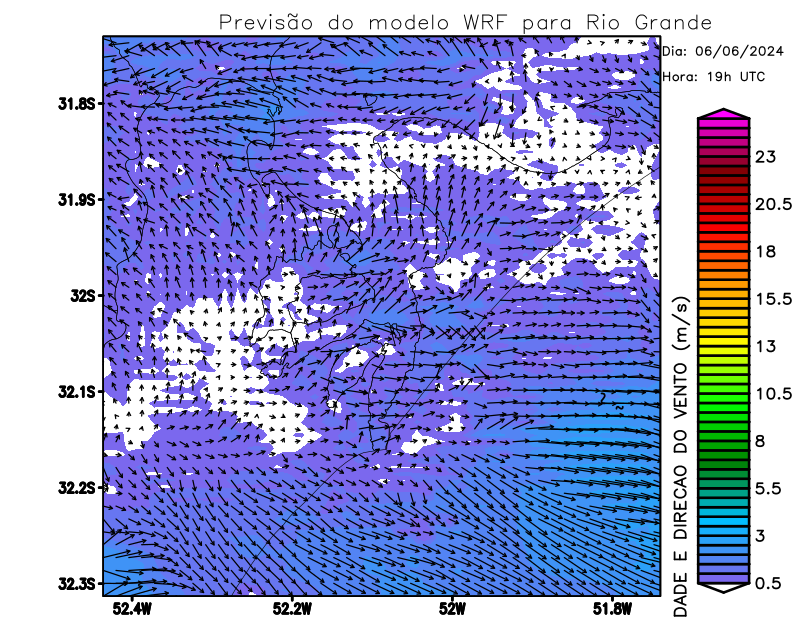 Previsão do modelo WRF para Rio Grande
Dia: 06/06/2024
Hora: 19h UTC
31.8S
31.9S
32S
32.1S
32.2S
32.3S
52.4W
52.2W
52W
51.8W
23
20.5
18
15.5
13
10.5
8
5.5
3
0.5
DADE E DIRECAO DO VENTO (m/s)